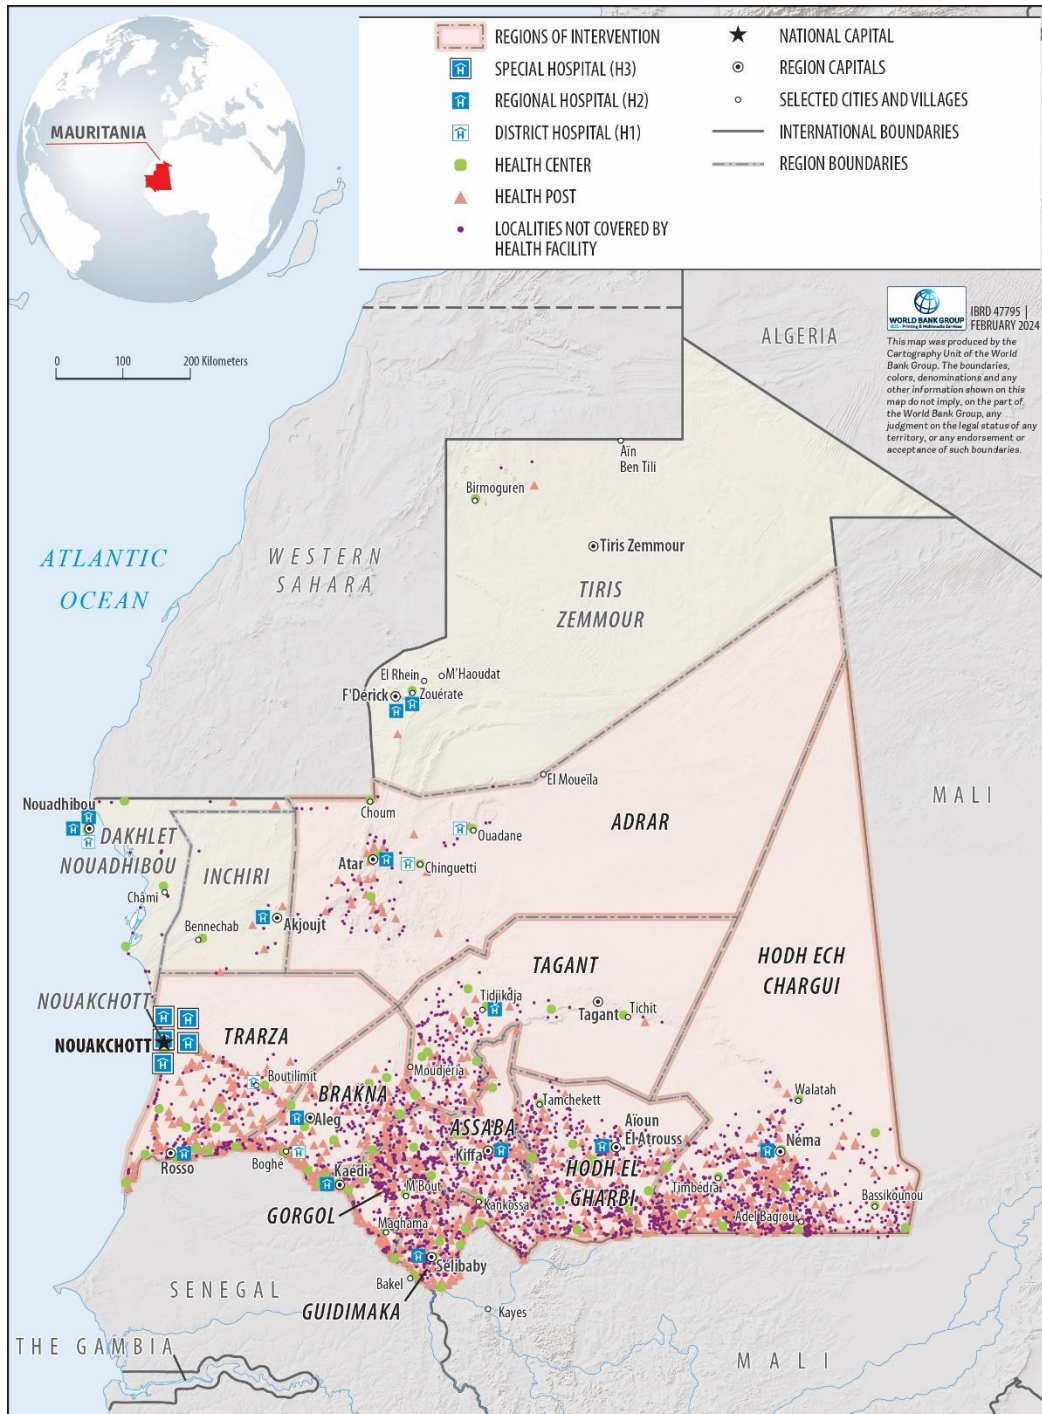 MAURITANIA
REGIONS OF INTERVENTION
SPECIAL HOSPITAL (H3)
REGIONAL HOSPITAL (H2)
DISTRICT HOSPITAL (H1)
HEALTH CENTER
HEALTH POST
LOCALITIES NOT COVERED BY
HEALTH FACILITY
NATIONAL CAPITAL
REGION CAPITALS
SELECTED CITIES AND VILLAGES
INTERNATIONAL BOUNDARIES
REGION BOUNDARIES
WORLD BANK GROUP
IBRD 47795 |
FEBRUARY 2024
This map was produced by the
Cartography Unit of the World
Bank Group. The boundaries,
colors, denominations and any
other information shown on this
map do not imply, on the part of
the World Bank Group, any
judgment on the legal status of any
territory, or any endorsement or
acceptance of such boundaries.
0 100 200 Kilometers
ALGERIA
Aïn
Ben Tili
Birmoguren
Tiris Zemmour
ATLANTIC
OCEAN
WESTERN
SAHARA
TIRIS
ZEMMOUR
El Rhein
M'Haoudat
F'Dérick
Zouérate
El Moueïla
MALI
Nouadhibou
Choum
ADRAR
DAKHLET
NOUADHIBOU
Ouadane
INCHIRI
Atar
Chinguetti
Châmi
Bennechab
Akjoujt
HODH ECH
CHARGUI
TAGANT
NOUAKCHOTT
Tidjikdja
Tagant
Tichit
NOUAKCHOTT
TRARZA
Moudjéria
Boutilimit
BRAKNA
Walatah
Tamchekett
Aleg
ASSABA
Aïoun
El Atrouss
Néma
Rosso
Boghé
Kiffa
HODH EL
GHARBI
Kaédi
Timbedra
M'Bout
Bassikounou
GORGOL
Kankossa
Adel Bagrou
Maghama
Sélibaby
SENEGAL
Bakel
GUIDIMAKA
Kayes
THE GAMBIA
MALI